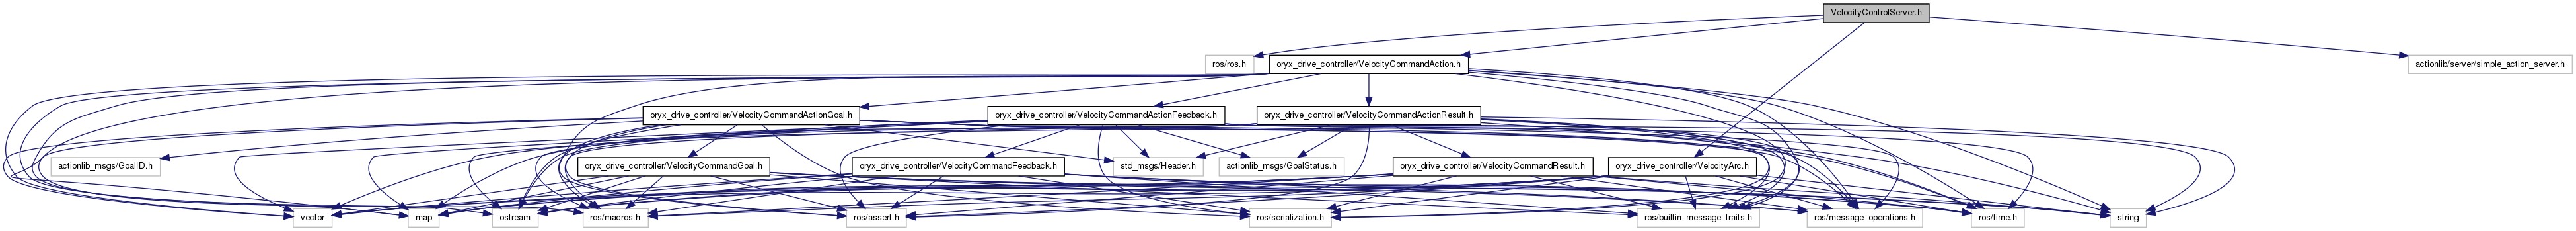 VelocityControlServer.h
ros/ros.h
oryx_drive_controller/VelocityCommandAction.h
actionlib/server/simple_action_server.h
oryx_drive_controller/VelocityCommandActionGoal.h
oryx_drive_controller/VelocityCommandActionFeedback.h
oryx_drive_controller/VelocityCommandActionResult.h
actionlib_msgs/GoalID.h
oryx_drive_controller/VelocityCommandGoal.h
oryx_drive_controller/VelocityCommandFeedback.h
std_msgs/Header.h
actionlib_msgs/GoalStatus.h
oryx_drive_controller/VelocityCommandResult.h
oryx_drive_controller/VelocityArc.h
vector
map
ostream
ros/macros.h
ros/assert.h
ros/serialization.h
ros/builtin_message_traits.h
ros/message_operations.h
ros/time.h
string